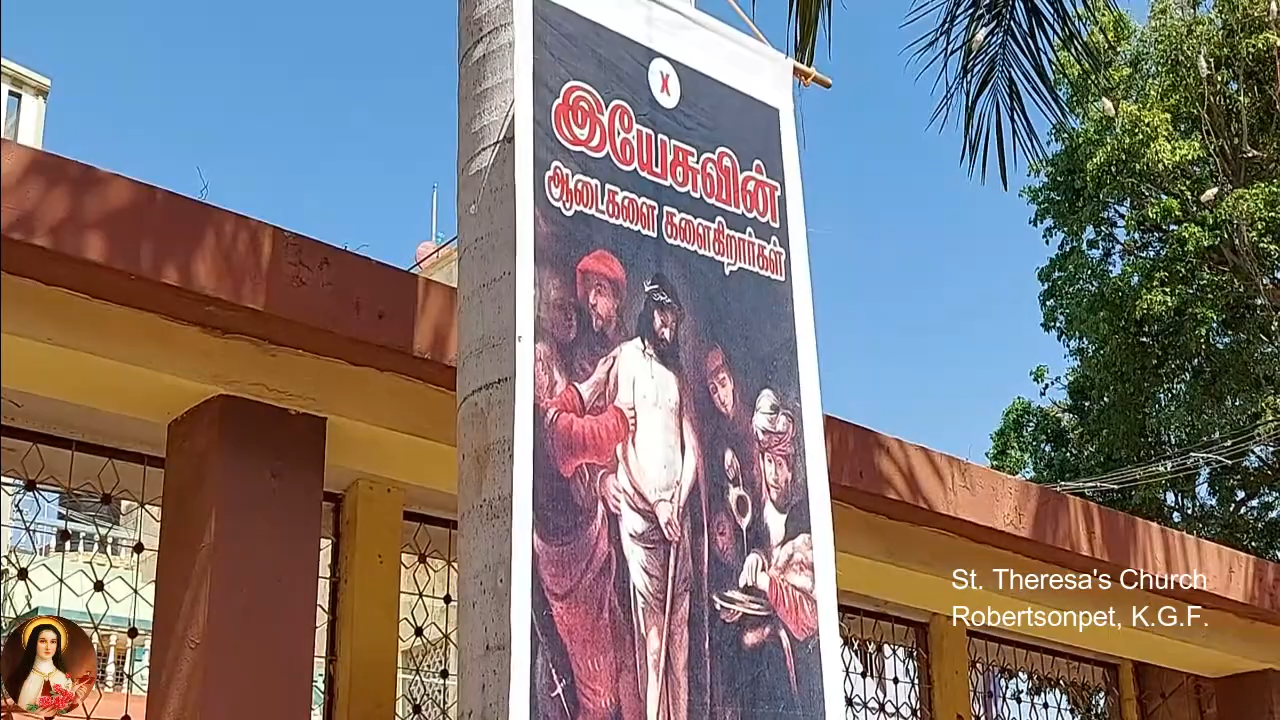 X
இயேசுவின்
ஆடைகளை களைகிறார்கள்
St. Theresa's Church
Robertsonpet, K.G.F.